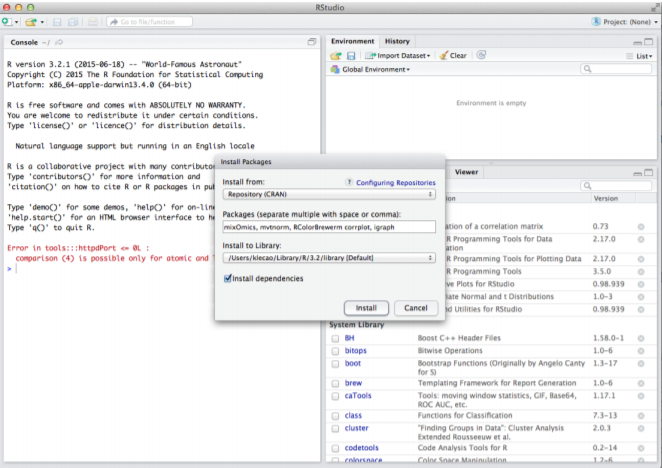 RStudio
Go to file/function
Project: (None)
Console ~/
R version 3.2.1 (2015-06-18) -- "World-Famous Astronaut"
Copyright (C) 2015 The R Foundation for Statistical Computing
Platform: x86_64-apple-darwin13.4.0 (64-bit)
R is free software and comes with ABSOLUTELY NO WARRANTY.
You are welcome to redistribute it under certain conditions.
Type 'license()' or 'licence()' for distribution details.
Natural language support but running in an English locale
R is a collaborative project with many contributo
Type 'contributors()' for more information and
'citation()' on how to cite R or R packages in pub
Type 'demo()' for some demos, 'help()' for on-line
'help.start()' for an HTML browser interface to he
Type 'q()' to quit R.
Error in tools:::httpdPort <= 0L :
comparison (4) is possible only for atomic and
>
Environment History
Import Dataset Clear List
Global Environment
Environment is empty
Install Packages
Install from: ? Configuring Repositories
Repository (CRAN)
Packages (separate multiple with space or comma):
mixOmics, mvtnorm, RColorBrewerm corrplot, igraph
Install to Library:
/Users/klecao/Library/R/3.2/library [Default]
Install dependencies
Install Cancel
Viewer
ion Version
ation of a correlation matrix 0.73
R Programming Tools for Data 2.17.0
ation
R Programming Tools for Plotting Data 2.17.0
R Programming Tools 3.5.0
ve Plots for RStudio 0.98.939
iate Normal and t Distributions 1.0-3
nd Utilities for RStudio 0.98.939
System Library
BH Boost C++ Header Files 1.58.0-1
bitops Bitwise Operations 1.0-6
boot Bootstrap Functions (Originally by Angelo Canty 1.3-17
for S)
brew Templating Framework for Report Generation 1.0-6
caTools Tools: moving window statistics, GIF, Base64, 1.17.1
ROC AUC, etc.
class Functions for Classification 7.3-13
cluster "Finding Groups in Data": Cluster Analysis 2.0.3
Extended Rousseeuw et al.
codetools Code Analysis Tools for R 0.2-14
colorspace Color Space Manipulation 1.2-6